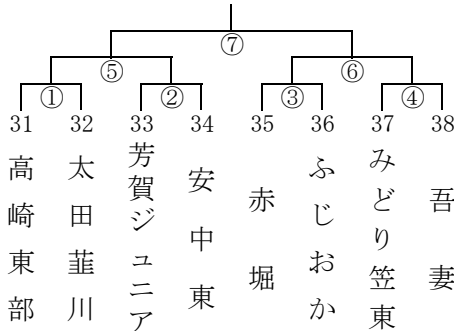 ⑦
⑤ ⑥
① ② ③ ④
31 32 33 34 35 36 37 38
高崎東部
太田韮川
芳賀ジュニア
安中東
赤堀
ふじおか
みどり笠東
吾妻